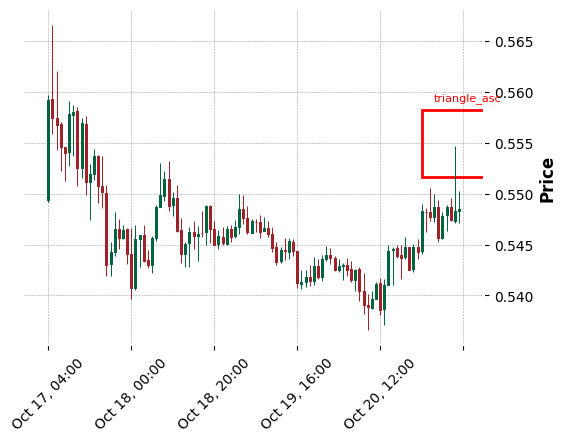 0.565
0.560
triangle_asc
0.555
0.550
0.545
0.540
Price
Oct 17, 04:00
Oct 18, 00:00
Oct 18, 20:00
Oct 19, 16:00
Oct 20, 12:00